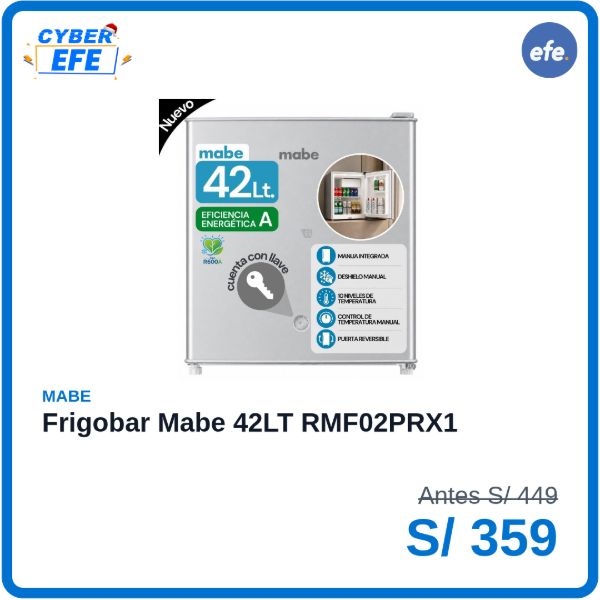 CYBER
EFE
efe.
Nuevo
mabe
mabe
42Lt.
EFICIENCIA
ENERGÉTICA A
R600A
cuenta con llave
MANIJA INTEGRADA
DESHIELO MANUAL
10 NIVELES DE
TEMPERATURA
CONTROL DE
TEMPERATURA MANUAL
PUERTA REVERSIBLE
MABE
Frigobar Mabe 42LT RMF02PRX1
Antes S/ 449
S/ 359